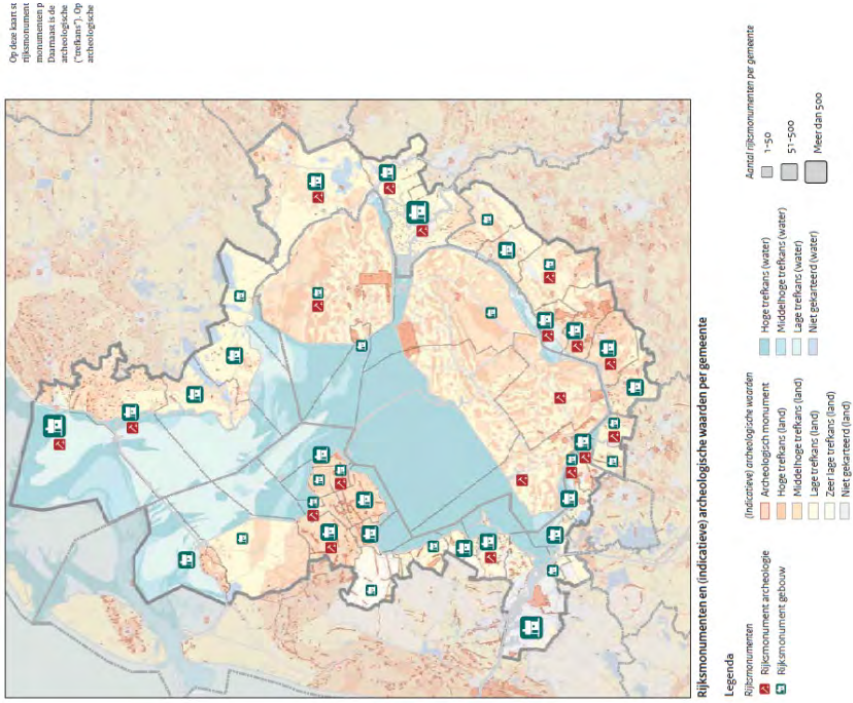 Op deze kaart st
rijksmonument
monumenten p
Daarnaast is de
archeologische
("trefkans"). Op
archeologische
Rijksmonumenten en (indicatieve) archeologische waarden per gemeente
Legenda
Rijksmonumenten
Rijksmonument archeologie
Rijksmonument gebouw
(Indicatieve) archeologische waarden
Archeologisch monument
Hoge trefkans (land)
Middelhoge trefkans (land)
Lage trefkans (land)
Zeer lage trefkans (land)
Niet gekarteerd (land)
Hoge trefkans (water)
Middelhoge trefkans (water)
Lage trefkans (water)
Niet gekarteerd (water)
Aantal rijksmonumenten per gemeente
1-50
51-500
Meer dan 500